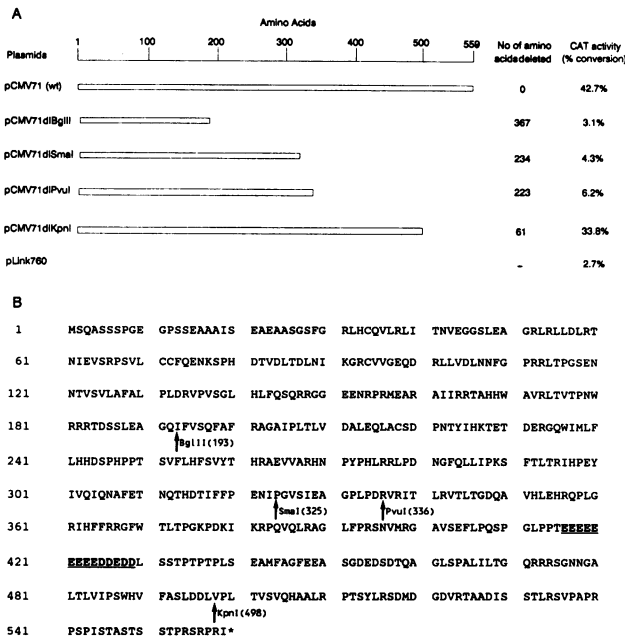 A
Amino Acids
Plasmids 1 100 200 300 400 500 559 No of amino acids deleted CAT activity (% conversion)
pCMV71 (wt) 0 42.7%
pCMV71dlBglII 367 3.1%
pCMV71dlSmaI 234 4.3%
pCMV71dlPvuI 223 6.2%
pCMV71dlKpnI 61 33.8%
pLink760 - 2.7%
B
1 MSQASSSPGE GPSSEAAAIS EAEAASGSFG RLHCQVLRLI TNVEGGSLEA GRLRLLDLRT
61 NIEVSRPSVL CCFQENKSPH DTVDLTDLNI KGRCVVGEQD RLLVDLNNFG PRRLTPGSEN
121 NTVSVLAFAL PLDRVPVSGL HLFQSQRRGG EENRPRMEAR AIIRRTAHHW AVRLTVTPNW
181 RRRTDSSLEA GQIFVSQFAF RAGAIPLTLV DALEQLACSD PNTYIHKTET DERGQWIMLF
BglII(193)
241 LHHDSPHPPT SVFLHFSVYT HRAEVVARHN PYPHLRRLPD NGFQLLIPKS FTLTRIHPEY
301 IVQIQNAFET NQTHDTIFFP ENIPGVSIEA GPLPDRVRIT LRVTLTGDQA VHLEHRQPLG
SmaI(325) PvuI(336)
361 RIHFFRRGFW TLTPGKPDKI KRPQVQLRAG LFPRSNVMRG AVSEFLPQSP GLPPTEEEEE
421 EEEEDDEDDL SSTPTPTPLS EAMFAGFEEA SGDEDSDTQA GLSPALILTG QRRRSGNNGA
481 LTLVIPSWHV FASLDDLVPL TVSVQHAALR PTSYLRSDMD GDVRTAADIS STLRSVPAPR
KpnI(498)
541 PSPISTASTS STPRSRPRI*